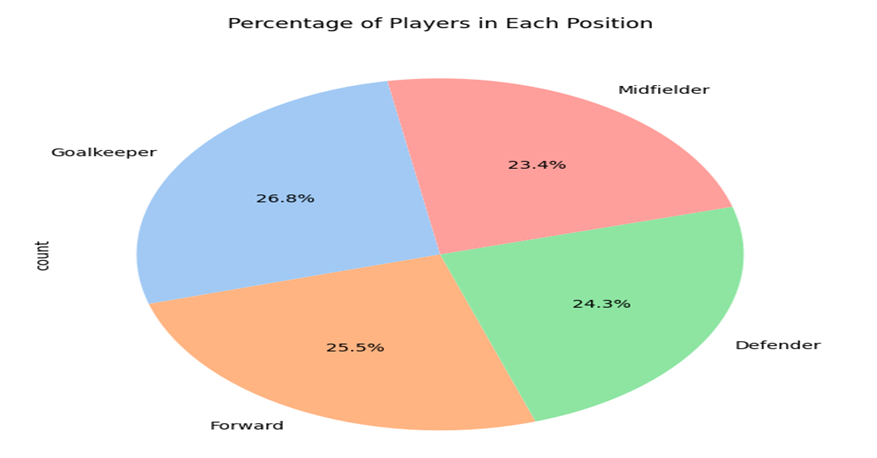 Percentage of Players in Each Position
Midfielder
Goalkeeper
23.4%
26.8%
count
24.3%
25.5%
Defender
Forward